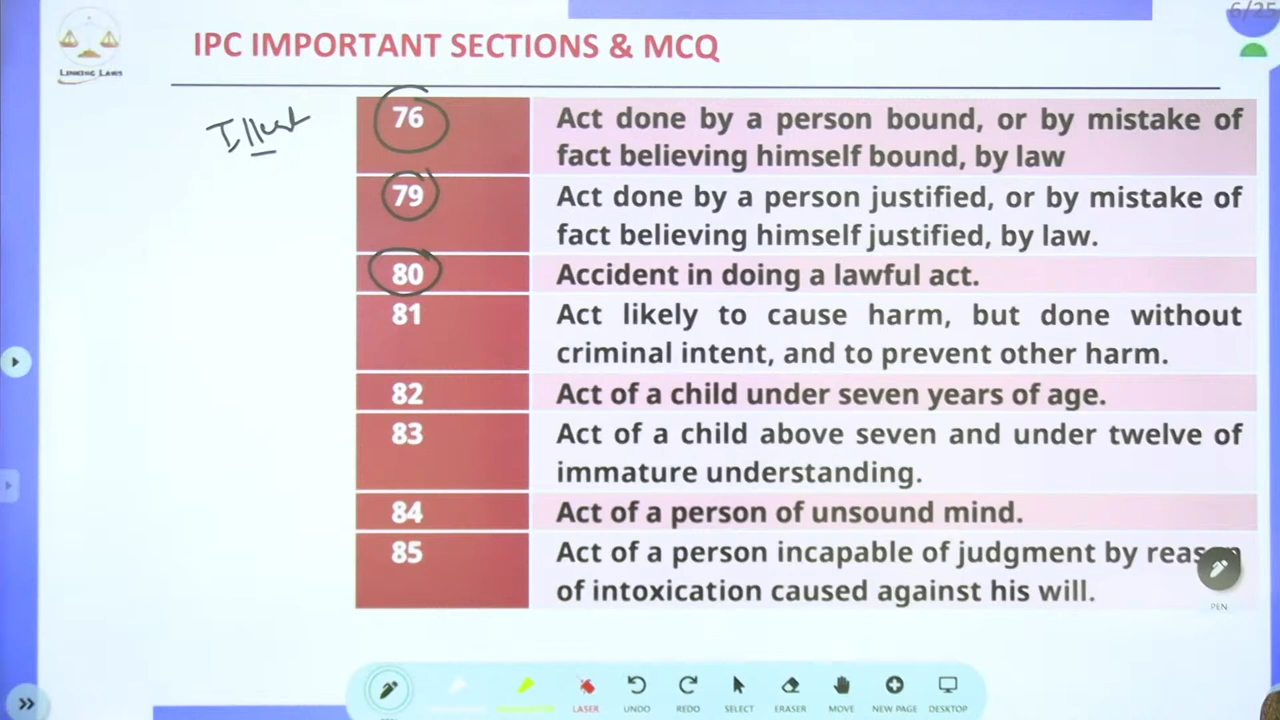 6/25
IPC IMPORTANT SECTIONS & MCQ
LINKING LAWS
Illust
76 Act done by a person bound, or by mistake of
fact believing himself bound, by law
79 Act done by a person justified, or by mistake of
fact believing himself justified, by law.
80 Accident in doing a lawful act.
81 Act likely to cause harm, but done without
criminal intent, and to prevent other harm.
82 Act of a child under seven years of age.
83 Act of a child above seven and under twelve of
immature understanding.
84 Act of a person of unsound mind.
85 Act of a person incapable of judgment by reason
of intoxication caused against his will.
PEN
LASER UNDO REDO SELECT ERASER MOVE NEW PAGE DESKTOP